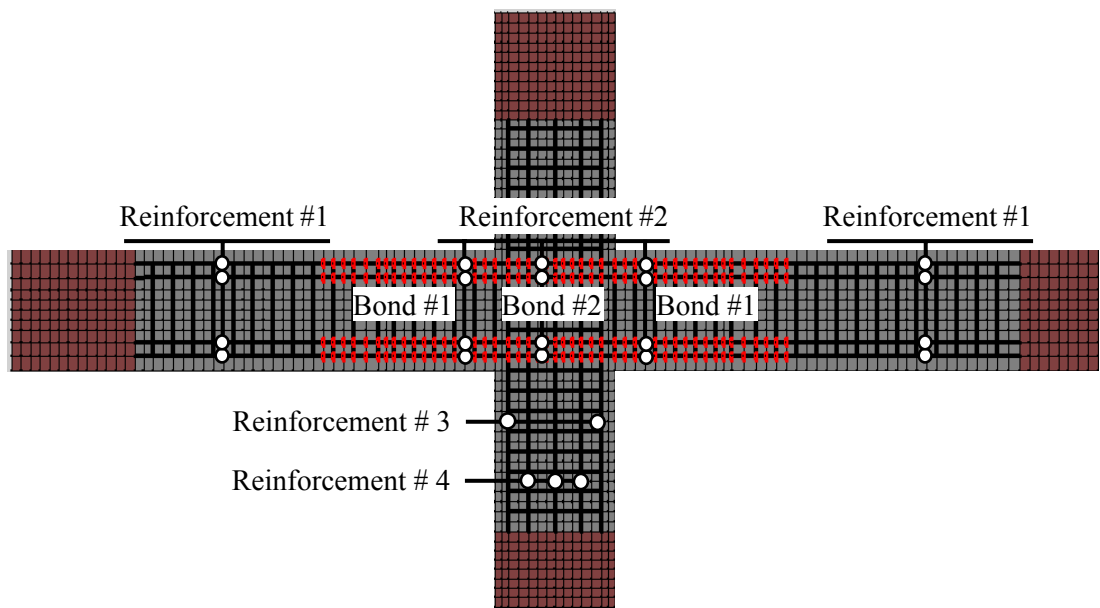 Reinforcement #1
Reinforcement #2
Reinforcement #1
Bond #1
Bond #2
Bond #1
Reinforcement # 3
Reinforcement # 4